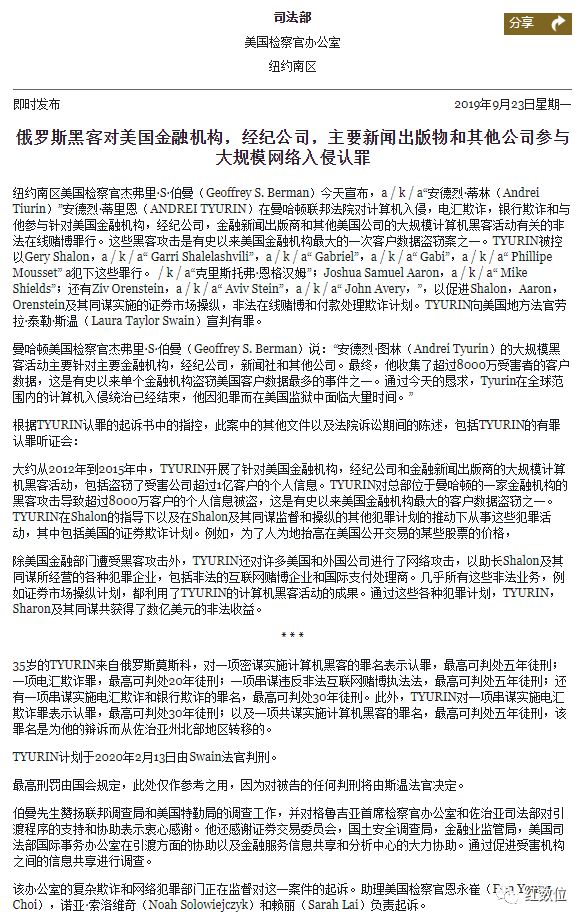 司法部
分享
美国检察官办公室
纽约南区
即时发布
2019年9月23日星期一
俄罗斯黑客对美国金融机构，经纪公司，主要新闻出版物和其他公司参与
大规模网络入侵认罪
纽约南区美国检察官杰弗里·S·伯曼（Geoffrey S. Berman）今天宣布，a / k / a“安德烈·蒂林（Andrei
Tiurin）”安德烈·蒂里恩（ANDREI TYURIN）在曼哈顿联邦法院对计算机入侵，电汇欺诈，银行欺诈和与
他参与针对美国金融机构，经纪公司，金融新闻出版商和其他美国公司的大规模计算机黑客活动有关的非
法在线赌博罪行。这些黑客攻击是有史以来美国金融机构最大的一次客户数据盗窃案之一。TYURIN被控
以Gery Shalon，a / k / a“ Garri Shalelashvili”，a / k / a“ Gabriel”，a / k / a“ Gabi”，a / k / a“ Phillipe
Mousset” a犯下这些罪行。 / k / a“克里斯托弗·恩格汉姆”；Joshua Samuel Aaron，a / k / a“ Mike
Shields”；还有Ziv Orenstein，a / k / a“ Aviv Stein”，a / k / a“ John Avery，”，以促进Shalon，Aaron，
Orenstein及其同谋实施的证券市场操纵，非法在线赌博和付款处理欺诈计划。TYURIN向美国地方法官劳
拉·泰勒·斯温（Laura Taylor Swain）宣判有罪。
曼哈顿美国检察官杰弗里·S·伯曼（Geoffrey S. Berman）说：“安德烈·图林（Andrei Tyurin）的大规模黑
客活动主要针对主要金融机构，经纪公司，新闻社和其他公司。最终，他收集了超过8000万受害者的客户
数据，这是有史以来单个金融机构盗窃美国客户数据最多的事件之一。通过今天的恳求，Tyurin在全球范
围内的计算机入侵统治已经结束，他因犯罪而在美国监狱中面临大量时间。”
根据TYURIN认罪的起诉书中的指控，此案中的其他文件以及法院诉讼期间的陈述，包括TYURIN的有罪
认罪听证会：
大约从2012年到2015年中，TYURIN开展了针对美国金融机构，经纪公司和金融新闻出版商的大规模计算
机黑客活动，包括盗窃了受害公司超过1亿客户的个人信息。TYURIN对总部位于曼哈顿的一家金融机构的
黑客攻击导致超过8000万客户的个人信息被盗，这是有史以来美国金融机构最大的客户数据盗窃之一。
TYURIN在Shalon的指导下以及在Shalon及其同谋监督和操纵的其他犯罪计划的推动下从事这些犯罪活
动，其中包括美国的证券欺诈计划。例如，为了人为地抬高在美国公开交易的某些股票的价格，
除美国金融部门遭受黑客攻击外，TYURIN还对许多美国和外国公司进行了网络攻击，以助长Shalon及其
同谋所经营的各种犯罪企业，包括非法的互联网赌博企业和国际支付处理商。几乎所有这些非法业务，例
如证券市场操纵计划，都利用了TYURIN的计算机黑客活动的成果。通过这些各种犯罪计划，TYURIN，
Sharon及其同谋共获得了数亿美元的非法收益。
* * *
35岁的TYURIN来自俄罗斯莫斯科，对一项密谋实施计算机黑客的罪名表示认罪，最高可判处五年徒刑；
一项电汇欺诈罪，最高可判处20年徒刑；一项串谋违反非法互联网赌博执法法，最高可判处五年徒刑；还
有一项串谋实施电汇欺诈和银行欺诈的罪名，最高可判处30年徒刑。此外，TYURIN对一项串谋实施电汇
欺诈罪表示认罪，最高可判处30年徒刑；以及一项共谋实施计算机黑客的罪名，最高可判处五年徒刑，该
罪名是为他的辩诉而从佐治亚州北部地区转移的。
TYURIN计划于2020年2月13日由Swain法官判刑。
最高刑罚由国会规定，此处仅作参考之用，因为对被告的任何判刑将由斯温法官决定。
伯曼先生赞扬联邦调查局和美国特勤局的调查工作，并对格鲁吉亚首席检察官办公室和佐治亚司法部对引
渡程序的支持和协助表示衷心感谢。他还感谢证券交易委员会，国土安全调查局，金融业监管局，美国司
法部国际事务办公室在引渡方面的协助以及金融服务信息共享和分析中心的大力协助。通过促进受害机构
之间的信息共享进行调查。
该办公室的复杂欺诈和网络犯罪部门正在监督对这一案件的起诉。助理美国检察官恩永崔（Eun Young
Choi），诺亚·索洛维奇（Noah Solowiejczyk）和赖丽（Sarah Lai）负责起诉。
红数位